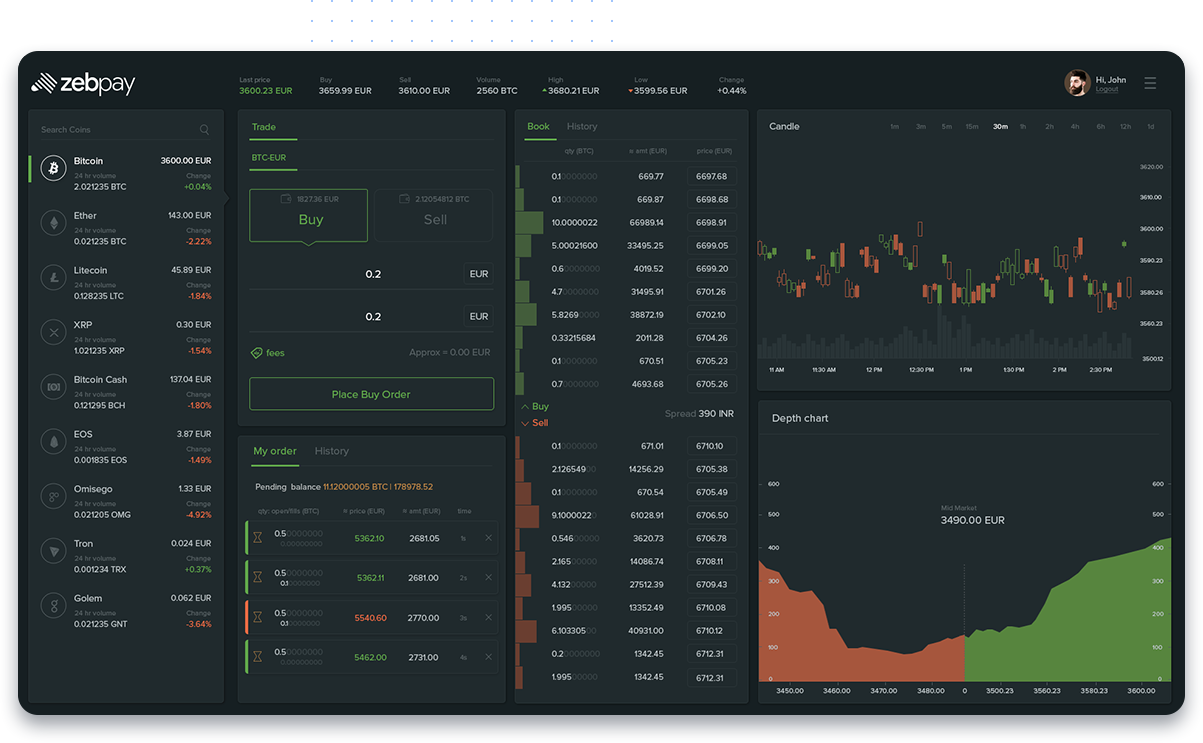 zebpay
Last price Buy Sell Volume High Low Change
3600.23 EUR 3659.99 EUR 3610.00 EUR 2560 BTC 3680.21 EUR 3599.56 EUR +0.44%
Hi, John
Logout
Search Coins
Bitcoin 3600.00 EUR
24 hr volume Change
2.021235 BTC +0.04%
Ether 143.00 EUR
24 hr volume Change
0.021235 BTC -2.22%
Litecoin 45.89 EUR
24 hr volume Change
0.128235 LTC -1.84%
XRP 0.30 EUR
24 hr volume Change
1.021235 XRP -1.54%
Bitcoin Cash 137.04 EUR
24 hr volume Change
0.121295 BCH -1.80%
EOS 3.87 EUR
24 hr volume Change
0.001835 EOS -1.49%
Omisego 1.33 EUR
24 hr volume Change
0.021205 OMG -4.92%
Tron 0.024 EUR
24 hr volume Change
0.001234 TRX +0.37%
Golem 0.062 EUR
24 hr volume Change
0.021235 GNT -3.64%
Trade
BTC-EUR
1827.36 EUR 2.12054812 BTC
Buy Sell
0.2 EUR
0.2 EUR
fees Approx = 0.00 EUR
Place Buy Order
My order History
Pending balance 11.12000005 BTC | 178978.52
qty: open/fills (BTC) ≈ price (EUR) ≈ amt (EUR) time
0.50000000 5362.10 2681.05 1s
0.00000000
0.50000000 5362.11 2681.00 2s
0.10000000
0.50000000 5540.60 2770.00 3s
0.10000000
0.50000000 5462.00 2731.00 4s
0.00000000
Book History
qty (BTC) ≈ amt (EUR) price (EUR)
0.10000000 669.77 6697.68
0.10000000 669.87 6698.68
10.0000022 66989.14 6698.91
5.00021600 33495.25 6699.05
0.60000000 4019.52 6699.20
4.70000000 31495.91 6701.26
5.82690000 38872.19 6702.10
0.33215684 2011.28 6704.26
0.10000000 670.51 6705.23
0.70000000 4693.68 6705.26
Buy
Spread 390 INR
Sell
0.10000000 671.01 6710.10
2.12654900 14256.29 6705.38
0.10000000 670.54 6705.49
9.10000220 61028.91 6706.50
0.54600000 3620.73 6706.78
2.16500000 14086.74 6708.11
4.13200000 27512.39 6709.43
1.99500000 13352.49 6710.08
6.10330500 40931.00 6710.12
0.20000000 1342.45 6712.31
1.99500000 1342.45 6712.31
Candle 1m 3m 5m 15m 30m 1h 2h 4h 6h 12h 1d
3620.00
3610.00
3600.00
3590.23
3580.26
3560.23
350012
11 AM 11:30 AM 12 PM 12:30 PM 1 PM 1:30 PM 2 PM 2:30 PM
Depth chart
600 600
Mid Market
500 500
3490.00 EUR
400 400
300 300
200 200
100 100
0 0
3450.00 3460.00 3470.00 3480.00 0 3500.23 3560.23 3580.23 3600.00